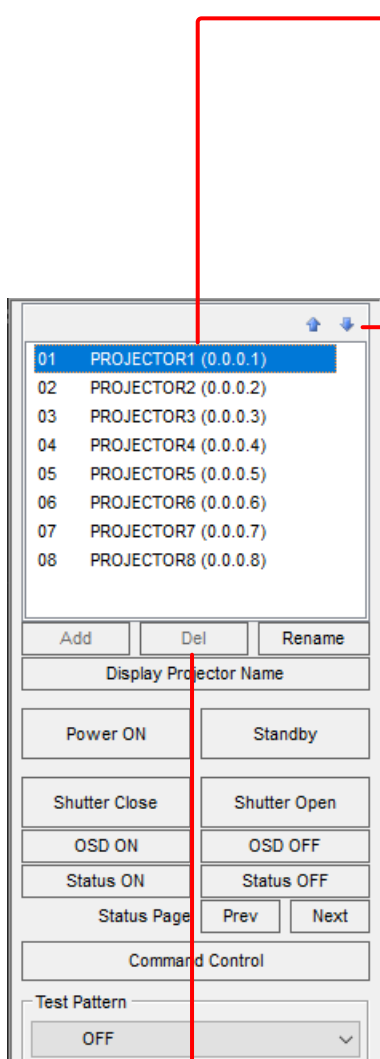 01 PROJECTOR1 (0.0.0.1)
02 PROJECTOR2 (0.0.0.2)
03 PROJECTOR3 (0.0.0.3)
04 PROJECTOR4 (0.0.0.4)
05 PROJECTOR5 (0.0.0.5)
06 PROJECTOR6 (0.0.0.6)
07 PROJECTOR7 (0.0.0.7)
08 PROJECTOR8 (0.0.0.8)
Add Del Rename
Display Projector Name
Power ON Standby
Shutter Close Shutter Open
OSD ON OSD OFF
Status ON Status OFF
Status Page Prev Next
Command Control
Test Pattern
OFF